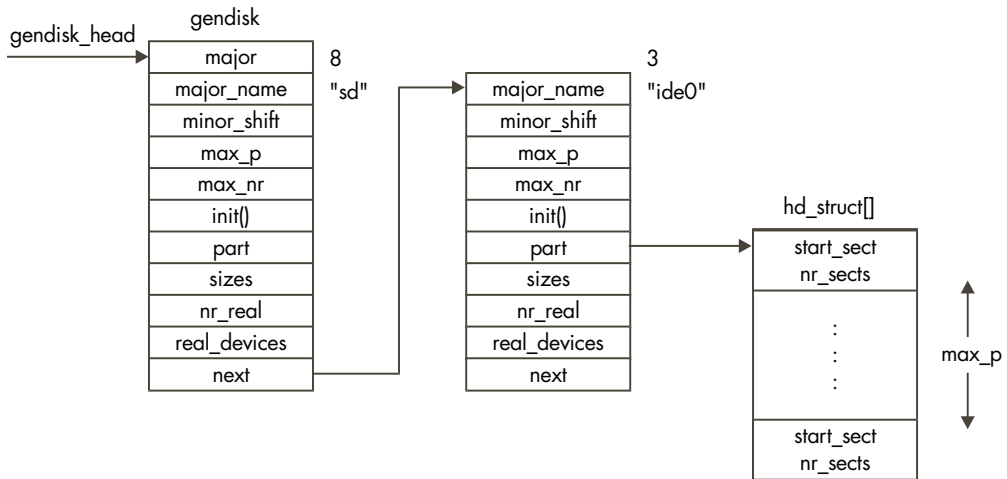 gendisk
gendisk_head
major
8
major_name
"sd"
minor_shift
max_p
max_nr
init()
part
sizes
nr_real
real_devices
next
3
major_name
"ide0"
minor_shift
max_p
max_nr
init()
part
sizes
nr_real
real_devices
next
hd_struct[]
start_sect
nr_sects
:
:
:
max_p
start_sect
nr_sects